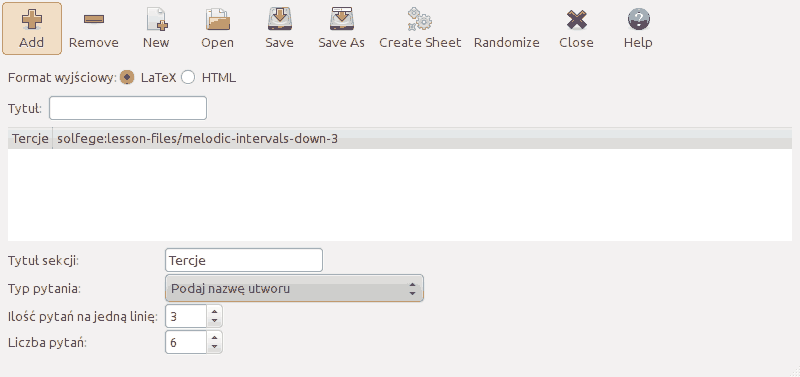 Add Remove New Open Save Save As Create Sheet Randomize Close Help
Format wyjściowy: LaTeX HTML
Tytuł:
Tercje solfege:lesson-files/melodic-intervals-down-3
Tytuł sekcji: Tercje
Typ pytania: Podaj nazwę utworu
Ilość pytań na jedną linię: 3
Liczba pytań: 6